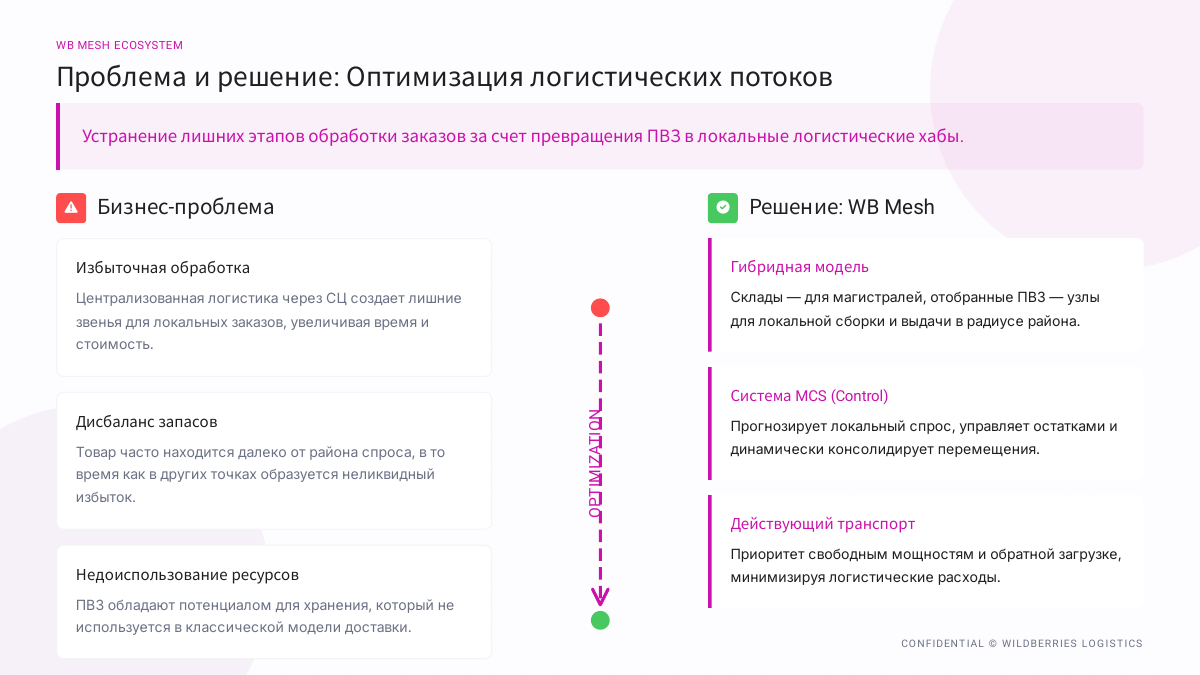 WB MESH ECOSYSTEM
Проблема и решение: Оптимизация логистических потоков
Устранение лишних этапов обработки заказов за счет превращения ПВЗ в локальные логистические хабы.
Бизнес-проблема
Избыточная обработка
Централизованная логистика через СЦ создает лишние
звенья для локальных заказов, увеличивая время и
стоимость.
Дисбаланс запасов
Товар часто находится далеко от района спроса, в то
время как в других точках образуется неликвидный
избыток.
Недоиспользование ресурсов
ПВЗ обладают потенциалом для хранения, который не
используется в классической модели доставки.
OPTIMIZATION
Решение: WB Mesh
Гибридная модель
Склады — для магистралей, отобранные ПВЗ — узлы
для локальной сборки и выдачи в радиусе района.
Система MCS (Control)
Прогнозирует локальный спрос, управляет остатками и
динамически консолидирует перемещения.
Действующий транспорт
Приоритет свободным мощностям и обратной загрузке,
минимизируя логистические расходы.
CONFIDENTIAL © WILDBERRIES LOGISTICS